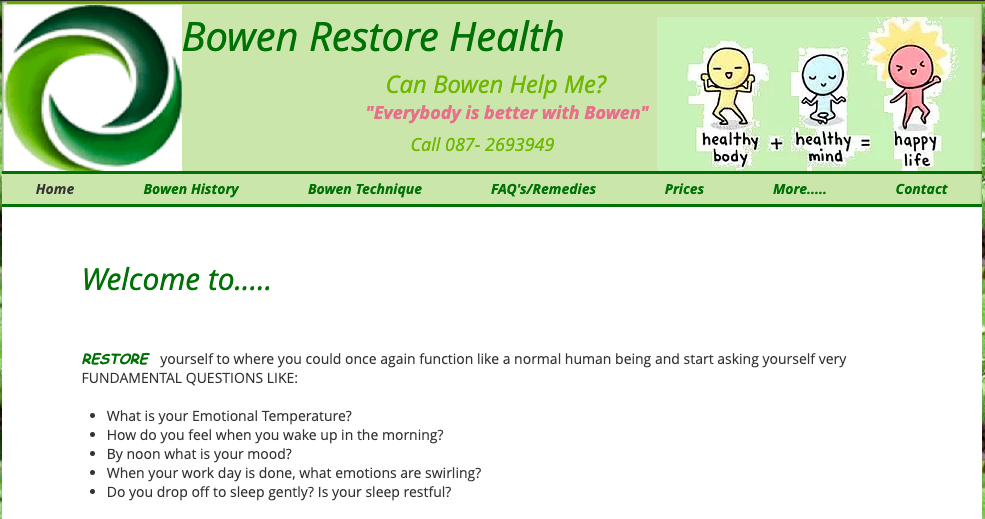 Bowen Restore Health
Can Bowen Help Me?
"Everybody is better with Bowen"
Call 087- 2693949
healthy body + healthy mind = happy life
Home Bowen History Bowen Technique FAQ's/Remedies Prices More..... Contact
Welcome to.....
RESTORE yourself to where you could once again function like a normal human being and start asking yourself very
FUNDAMENTAL QUESTIONS LIKE:
• What is your Emotional Temperature?
• How do you feel when you wake up in the morning?
• By noon what is your mood?
• When your work day is done, what emotions are swirling?
• Do you drop off to sleep gently? Is your sleep restful?